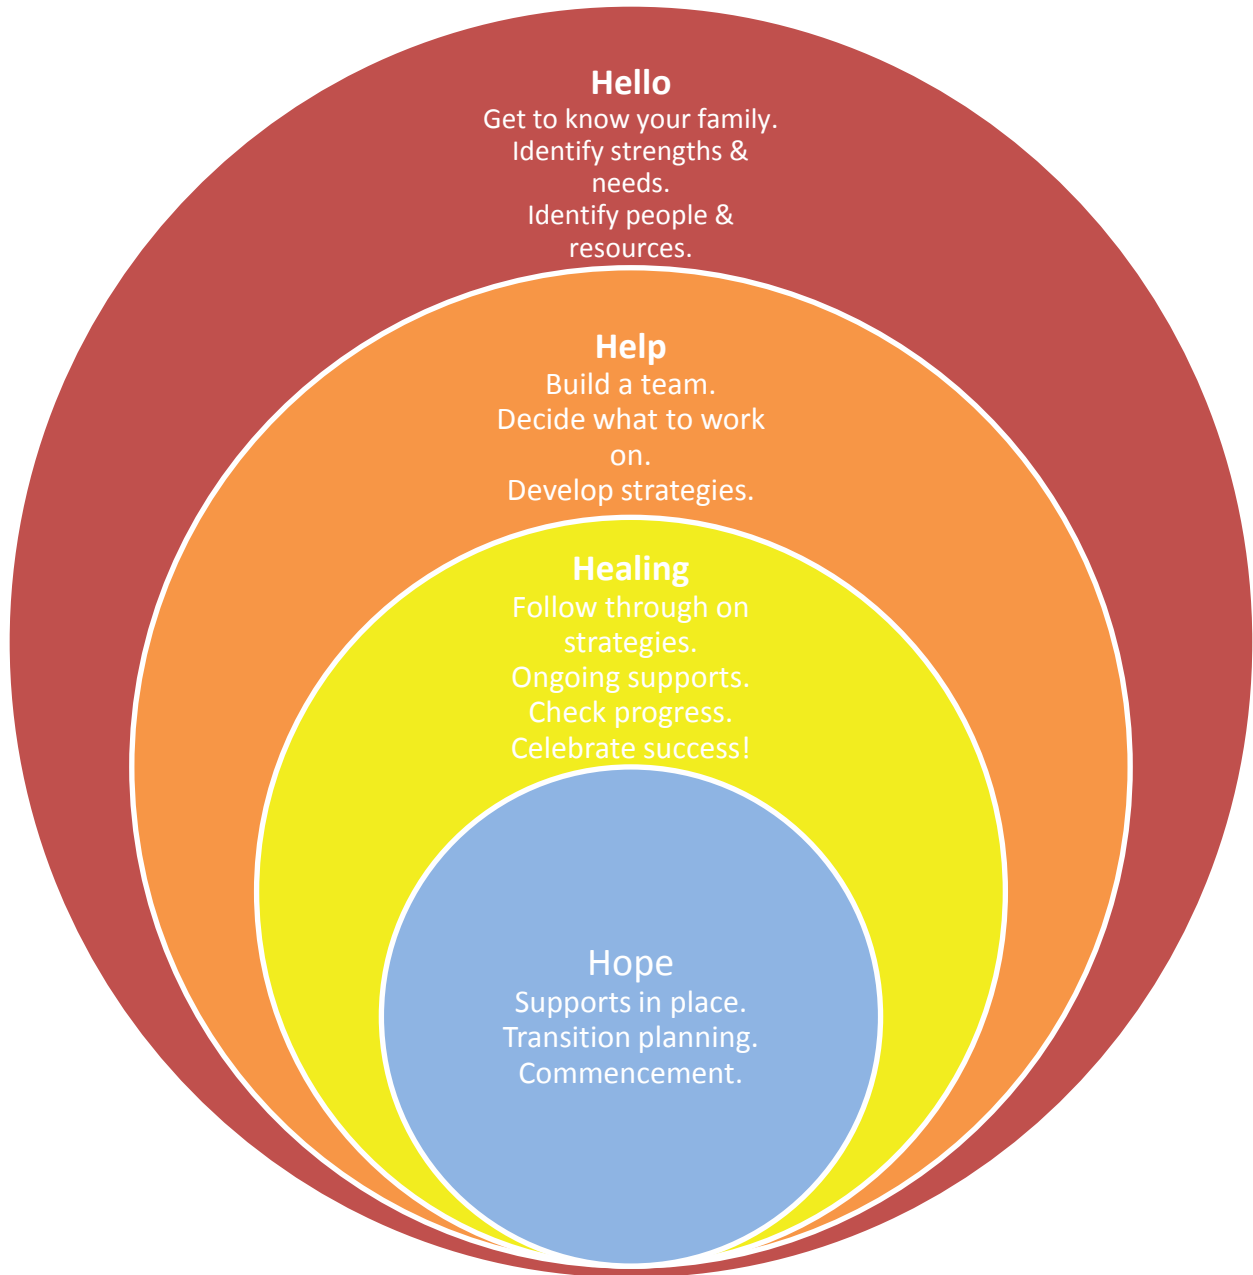 Hello
Get to know your family.
Identify strengths &
needs.
Identify people &
resources.
Help
Build a team.
Decide what to work
on.
Develop strategies.
Healing
Follow through on
strategies.
Ongoing supports.
Check progress.
Celebrate success!
Hope
Supports in place.
Transition planning.
Commencement.